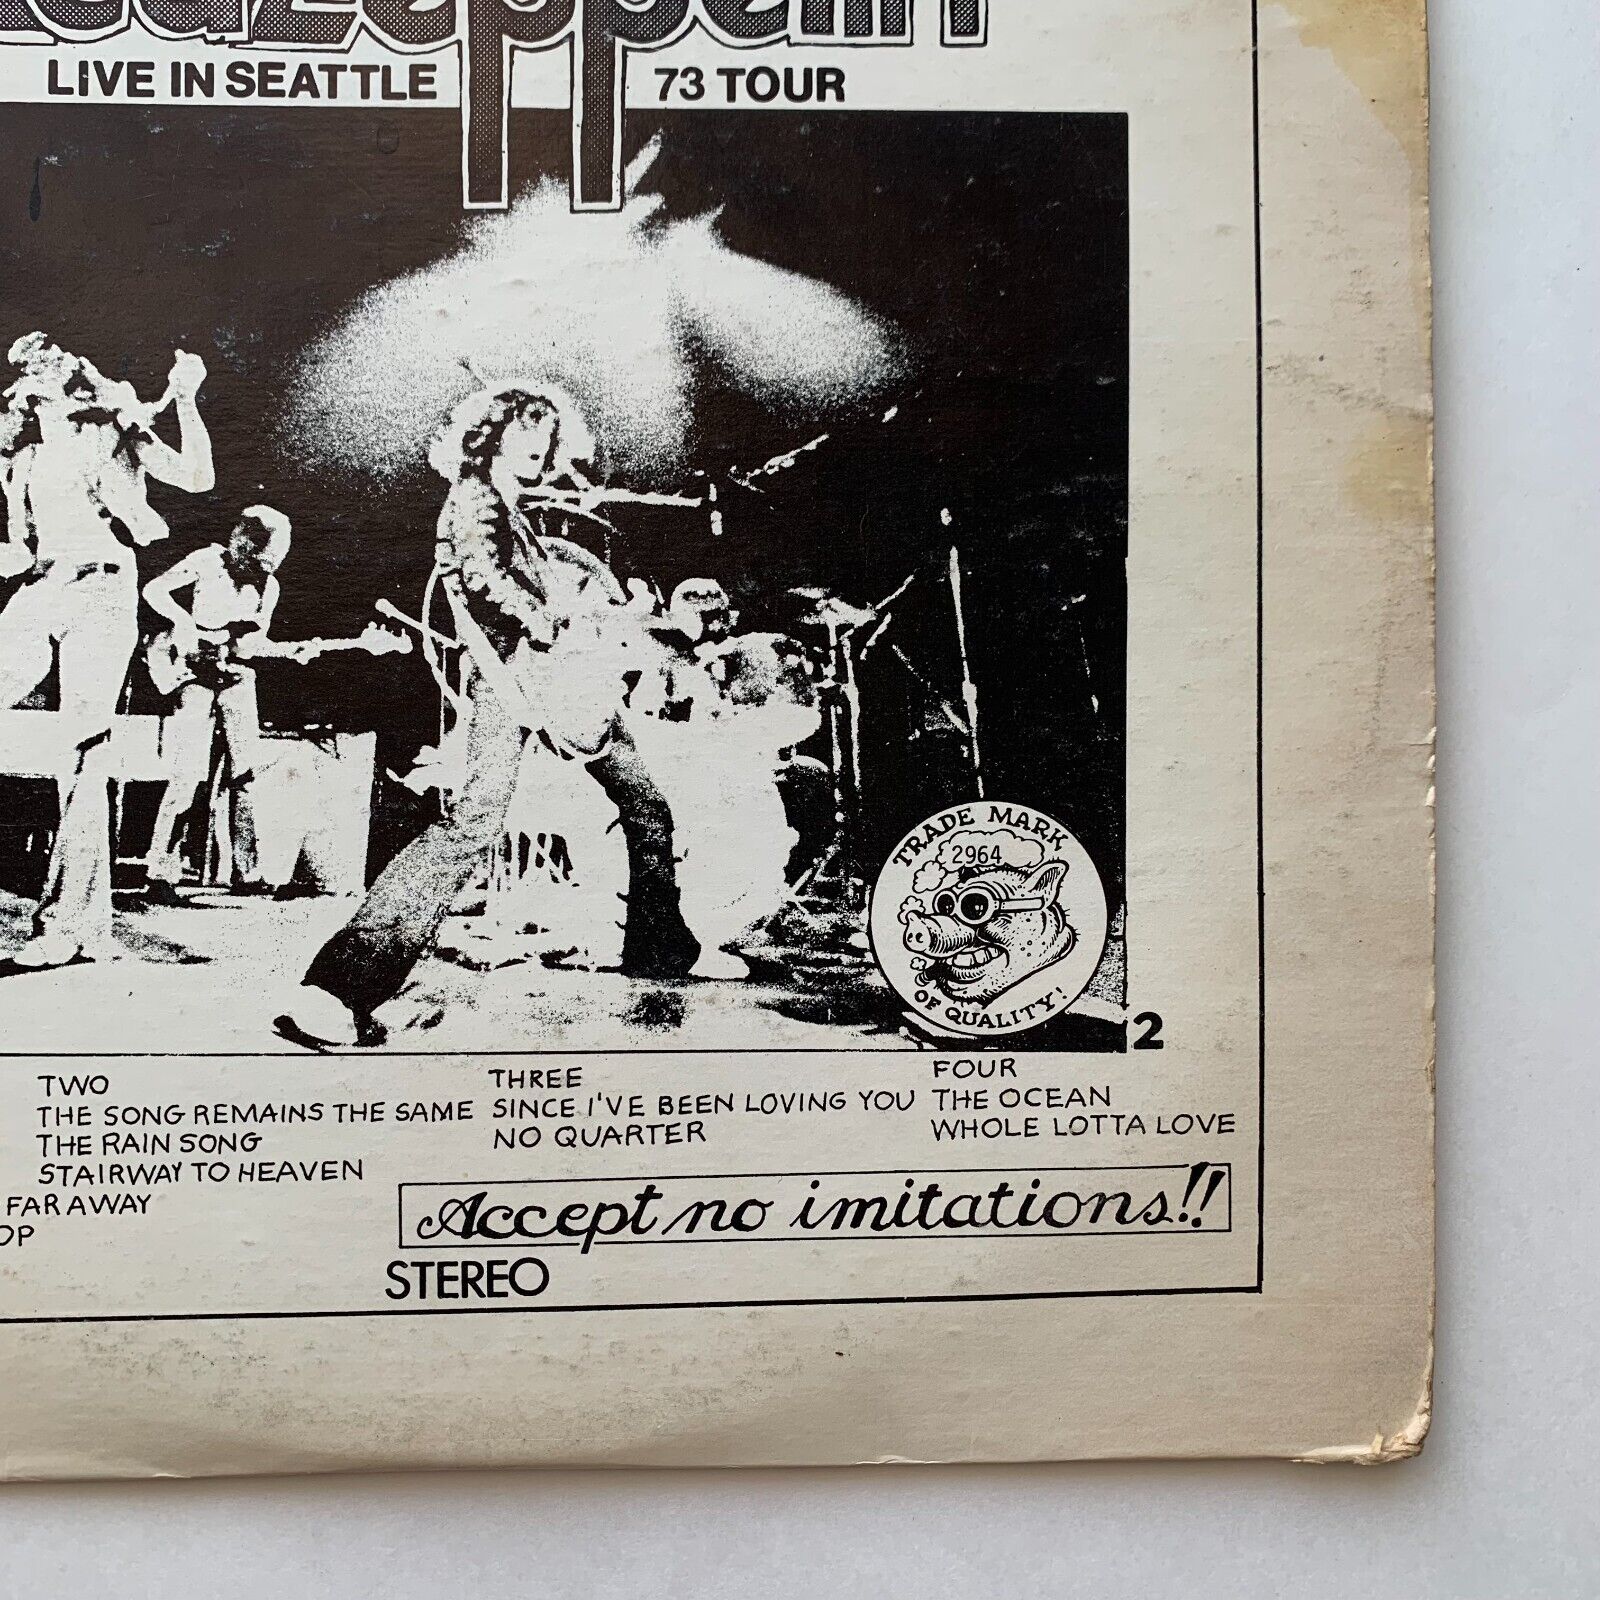 LedZeppelin
LIVE IN SEATTLE 73 TOUR
TRADE MARK
2964
OF QUALITY!
2
TWO
THE SONG REMAINS THE SAME
THE RAIN SONG
STAIRWAY TO HEAVEN
FAR AWAY
OP
THREE
SINCE I'VE BEEN LOVING YOU
NO QUARTER
FOUR
THE OCEAN
WHOLE LOTTA LOVE
Accept no imitations!!
STEREO